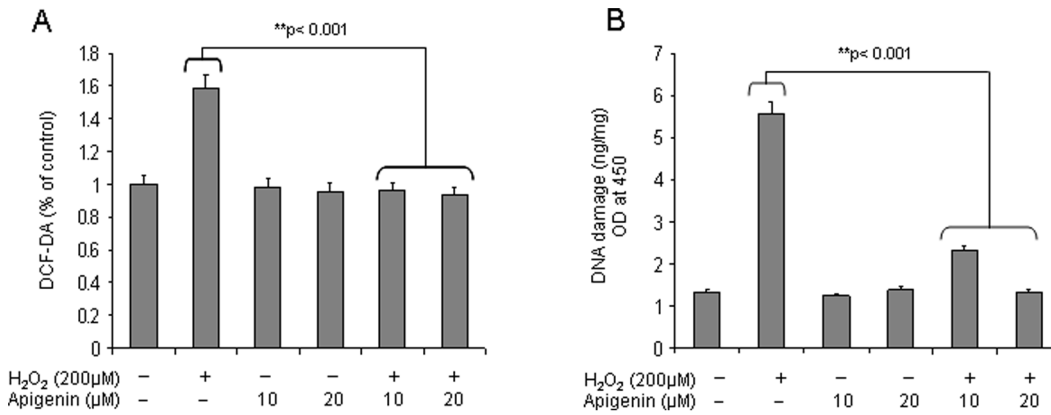 A
**p< 0.001
DCF-DA (% of control)
1.8
1.6
1.4
1.2
1
0.8
0.6
0.4
0.2
0
H₂O₂ (200µM) – + – – + +
Apigenin (µM) – – 10 20 10 20
B
**p< 0.001
DNA damage (ng/mg)
OD at 450
7
6
5
4
3
2
1
0
H₂O₂ (200µM) – + – – + +
Apigenin (µM) – – 10 20 10 20